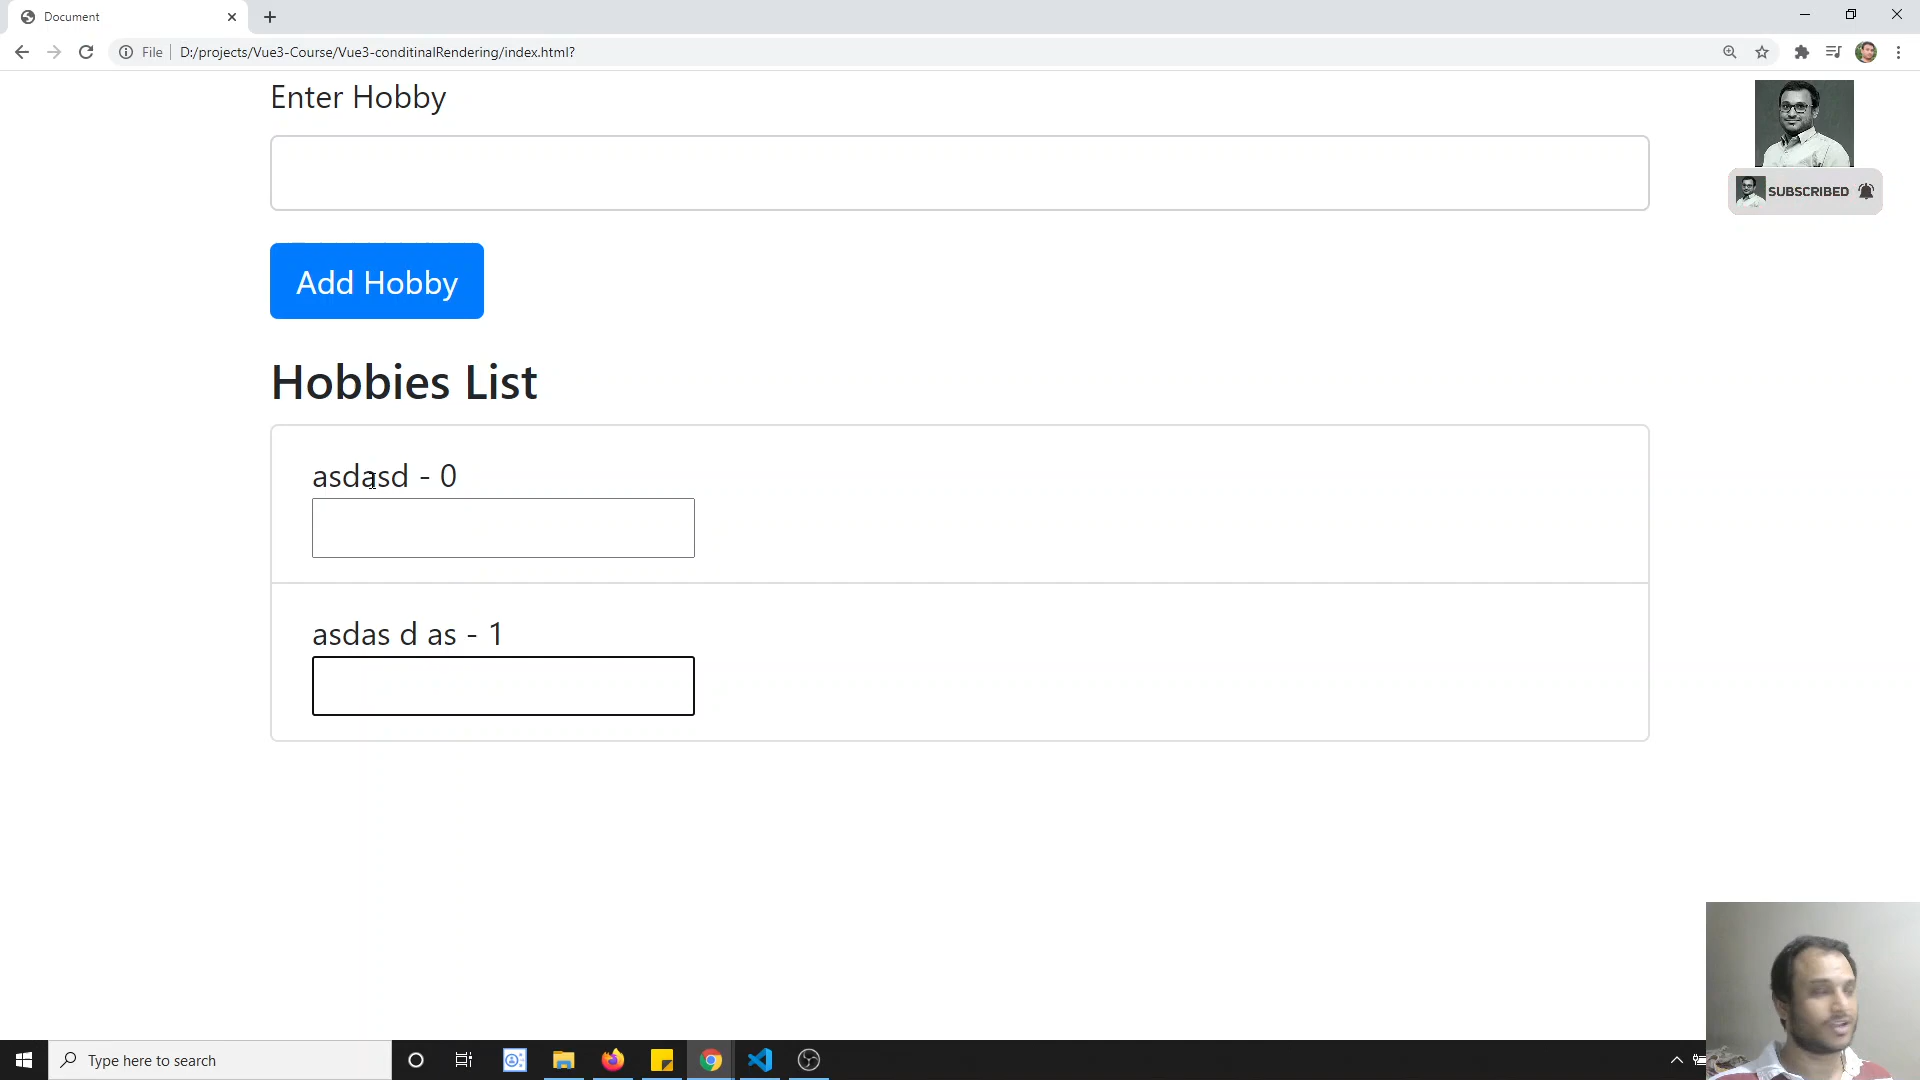 Document
File
D:/projects/Vue3-Course/Vue3-conditinalRendering/index.html?
Enter Hobby
SUBSCRIBED
Add Hobby
Hobbies List
asdasd - 0
asdas d as - 1
Type here to search